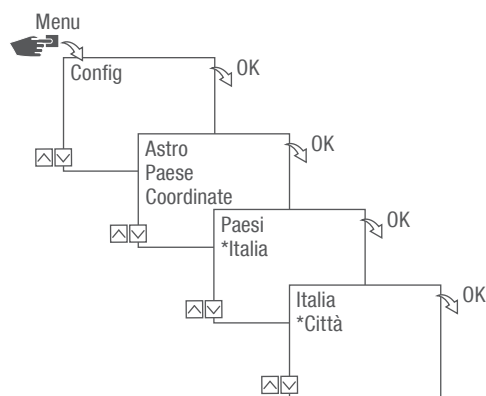 Menu
Config
OK
Astro
Paese
Coordinate
OK
Paesi
*Italia
OK
Italia
*Città
OK